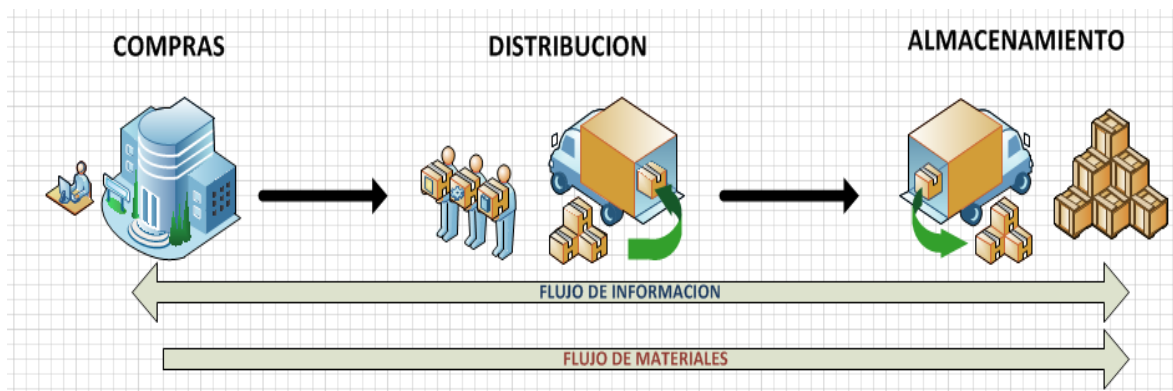 COMPRAS
DISTRIBUCION
ALMACENAMIENTO
FLUJO DE INFORMACION
FLUJO DE MATERIALES